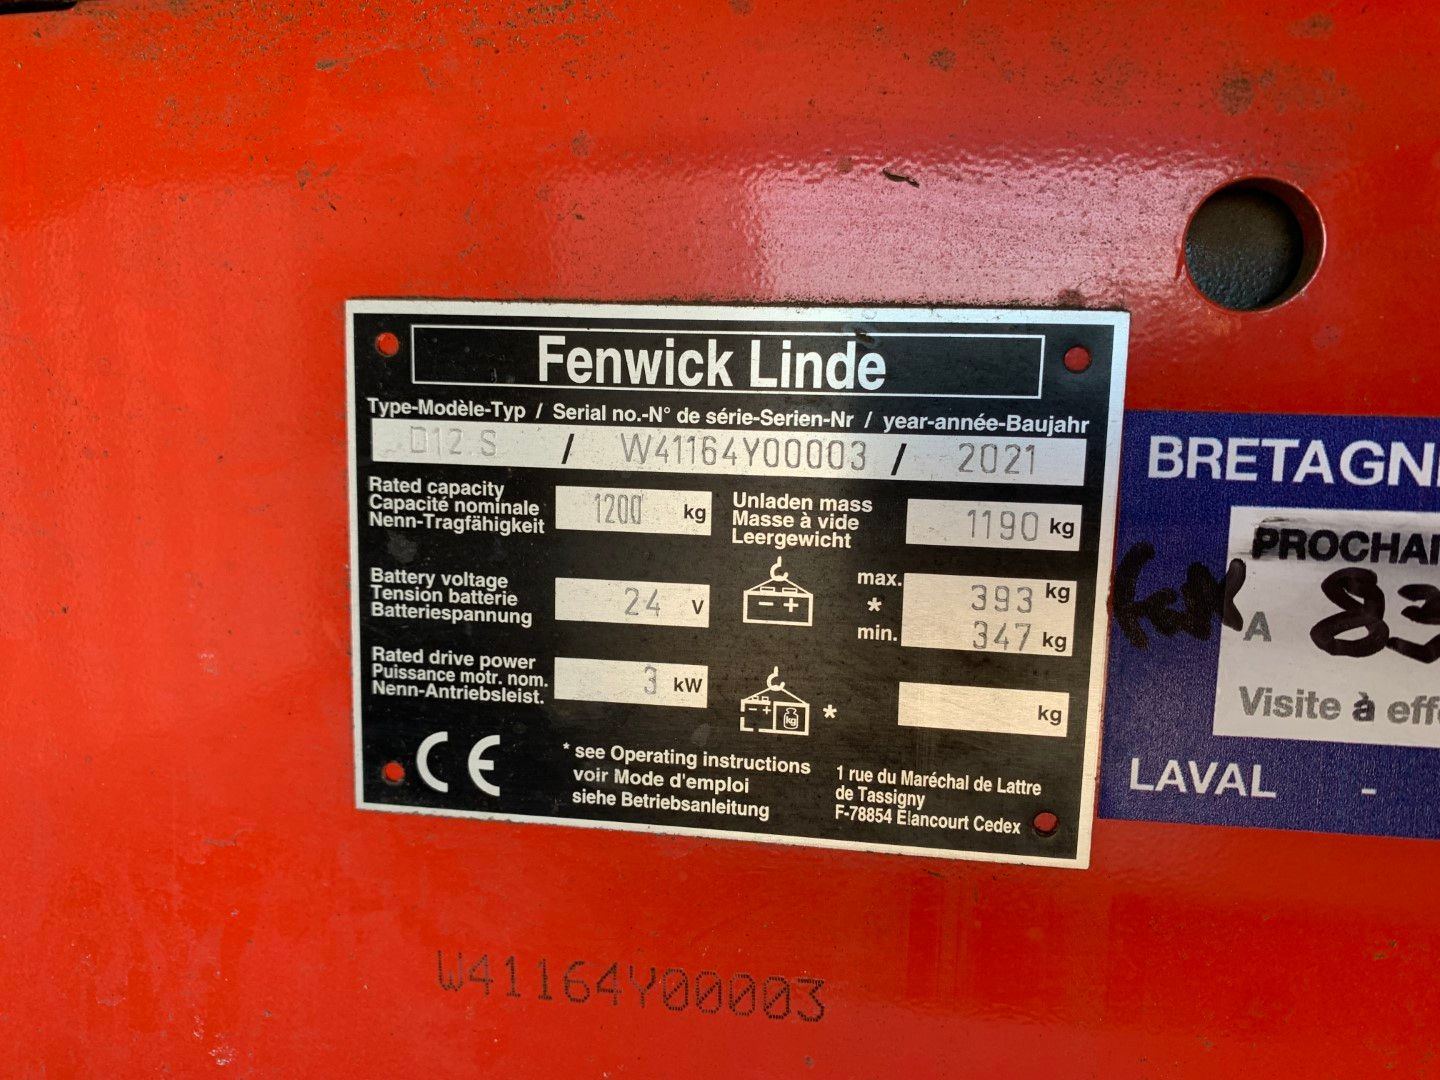 Fenwick Linde
Type-Modèle-Typ / Serial no.-N° de série-Serien-Nr / year-année-Baujahr
D12.S / W41164Y00003 / 2021
Rated capacity
Capacité nominale
Nenn-Tragfähigkeit
1200 kg
Unladen mass
Masse à vide
Leergewicht
1190 kg
Battery voltage
Tension batterie
Batteriespannung
24 V
max.
*
min.
393 kg
347 kg
Rated drive power
Puissance motr. nom.
Nenn-Antriebsleist.
3 kW
kg
*
kg
CE
* see Operating instructions
voir Mode d'emploi
siehe Betriebsanleitung
1 rue du Maréchal de Lattre
de Tassigny
F-78854 Elancourt Cedex
W41164Y00003
BRETAGN
PROCHAI
A 83
Visite à eff
LAVAL -